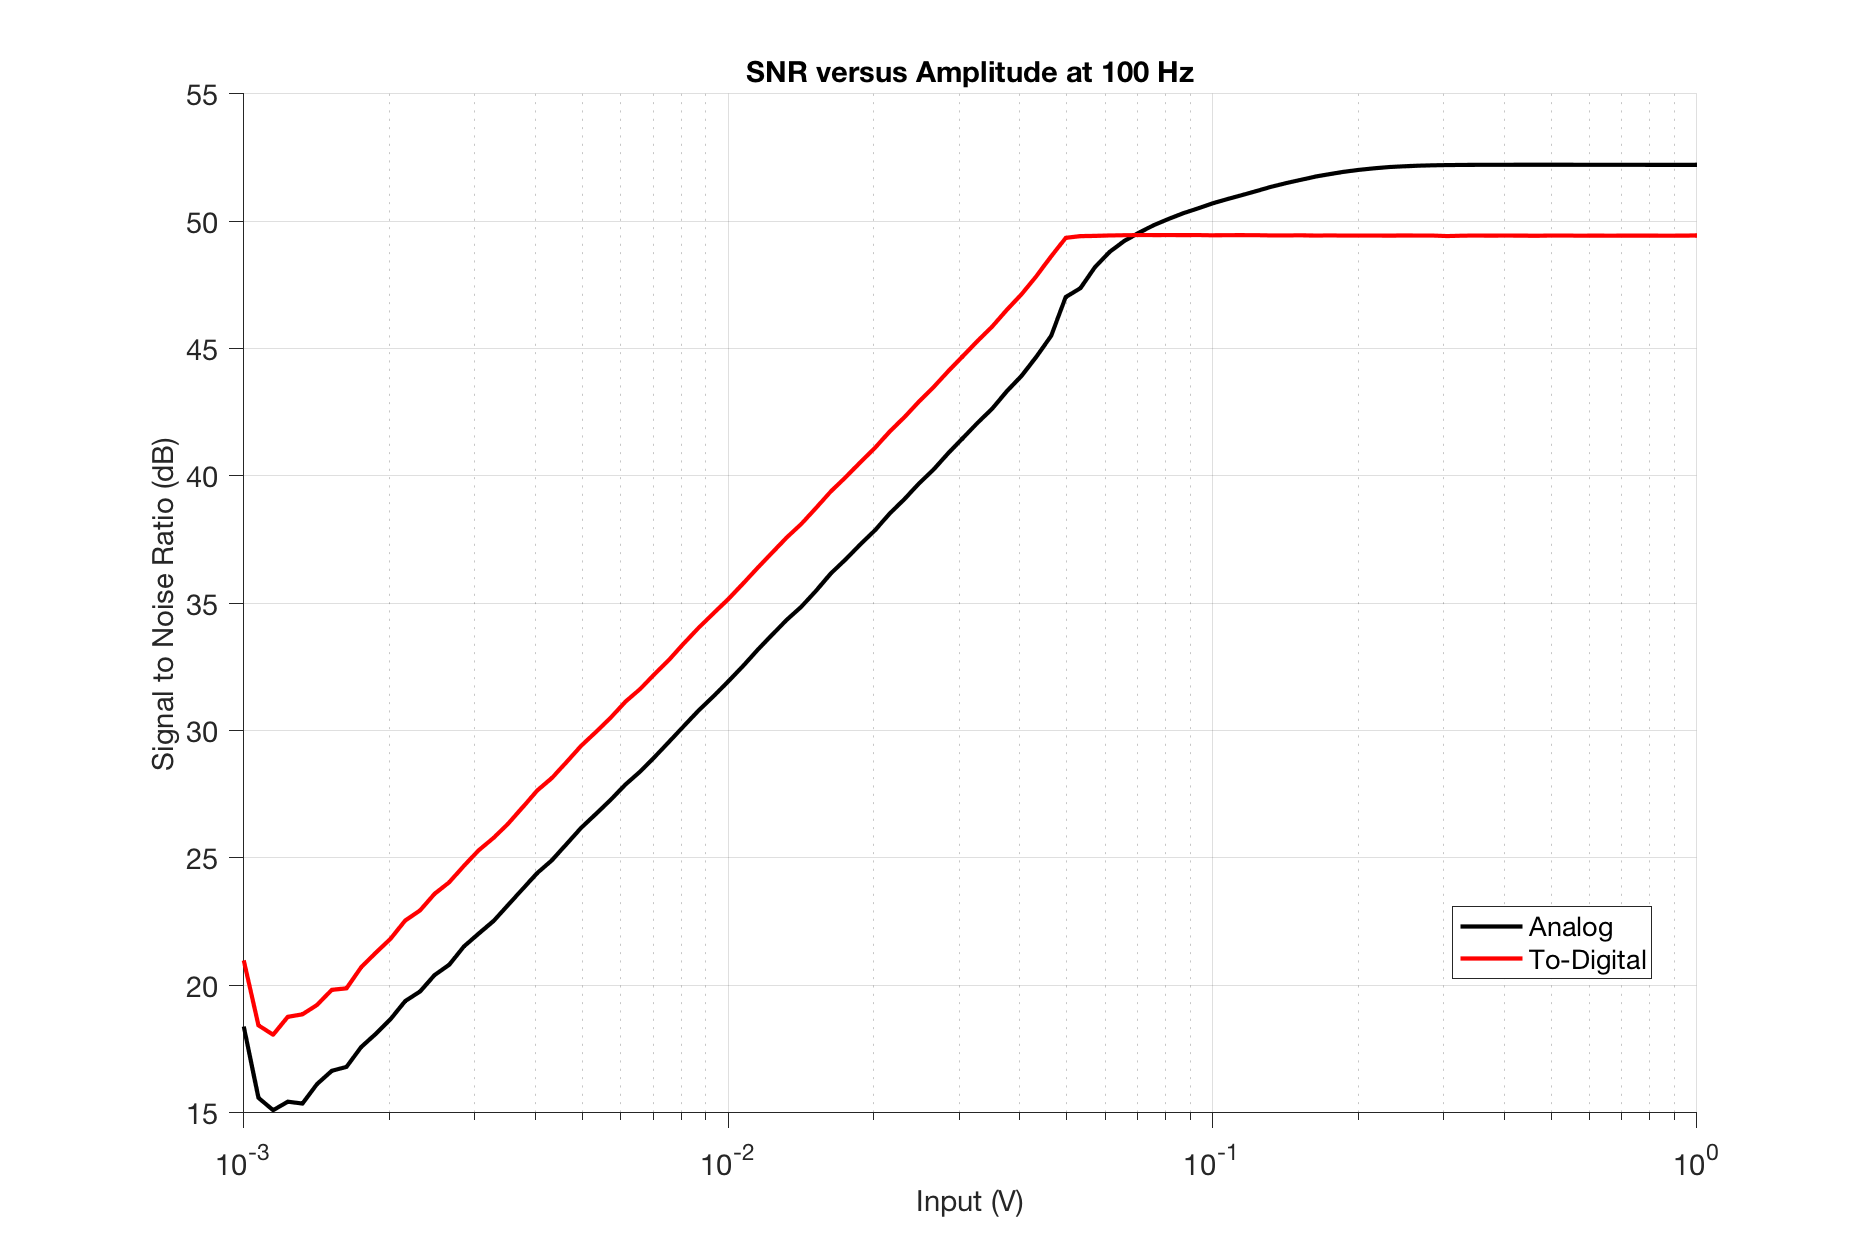 SNR versus Amplitude at 100 Hz
55
50
45
40
35
30
25
20
15
Signal to Noise Ratio (dB)
Analog
To-Digital
10^-3 10^-2 10^-1 10^0
Input (V)